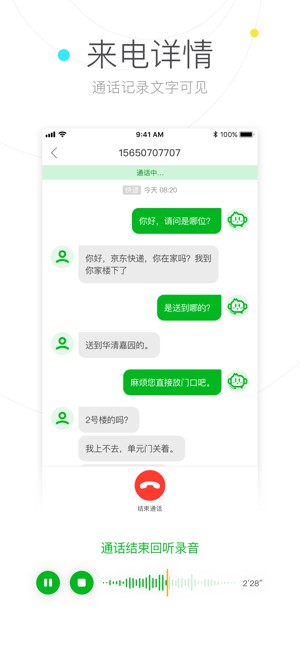 来电详情
通话记录文字可见
9:41 AM
100%
15650707707
通话中...
快递 今天 08:20
你好，请问是哪位？
你好，京东快递，你在家吗？我到
你家楼下了
是送到哪的？
送到华清嘉园的。
麻烦您直接放门口吧。
2号楼的吗？
我上不去，单元门关着。
结束通话
通话结束回听录音
2'28"